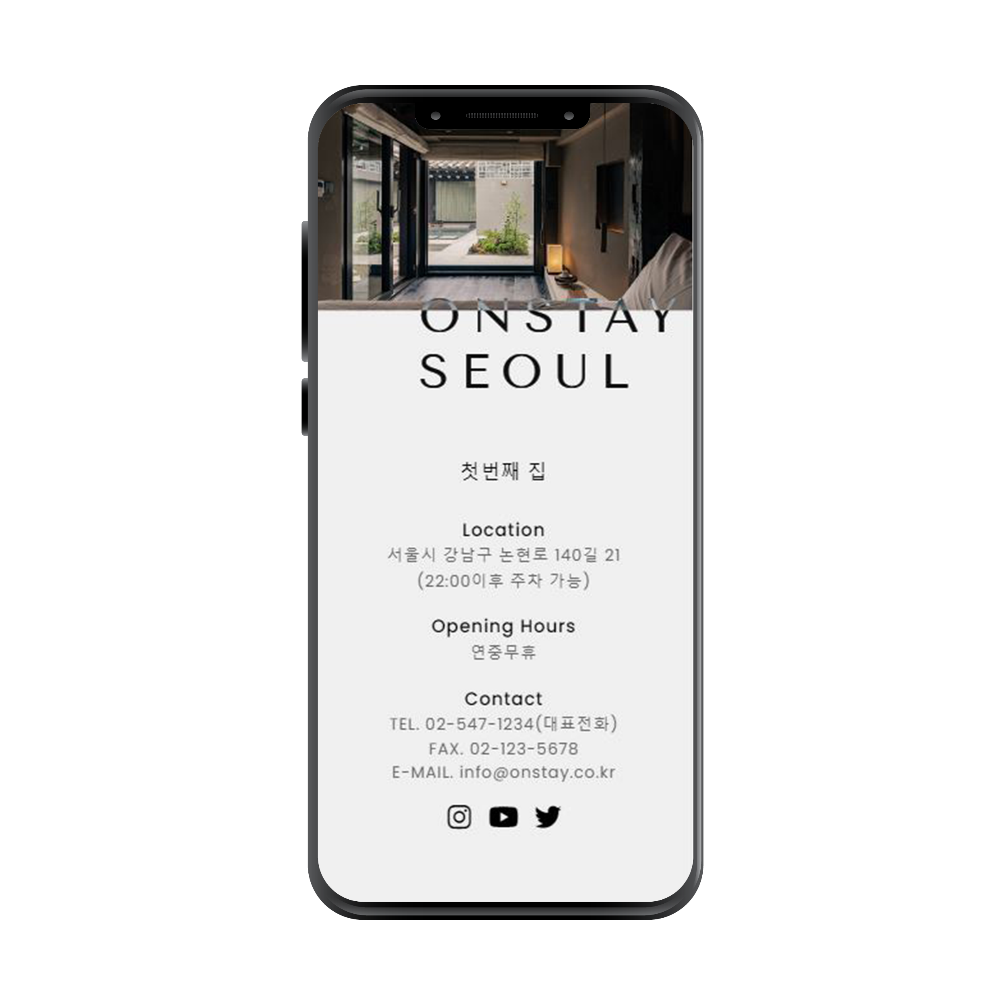 ONSTAY
SEOUL
첫번째 집
Location
서울시 강남구 논현로 140길 21
(22:00이후 주차 가능)
Opening Hours
연중무휴
Contact
TEL. 02-547-1234(대표전화)
FAX. 02-123-5678
E-MAIL. info@onstay.co.kr